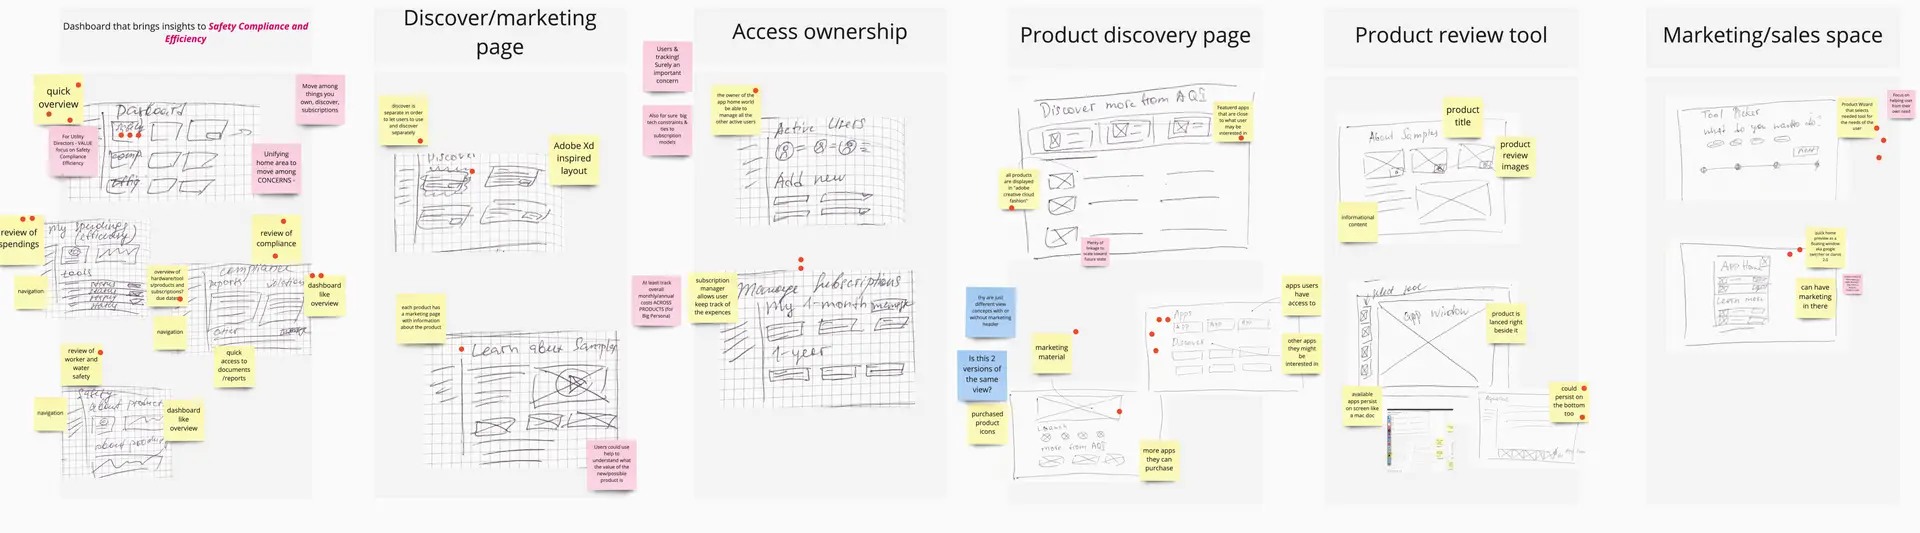 Dashboard that brings insights to Safety Compliance and
Efficiency
quick
overview
Move among
things you
own, discover,
subscriptions
For Utility
Directors - VALUE
focus on Safety
Compliance
Efficiency
Unifying
home area to
move among
CONCERNS -
Dashboard
review of
spendings
my spendings
(efficiency)
tools
navigation
review of
compliance
overview of
hardware/tool
s/products and
subscriptions?
due dates
compliance
reports
dashboard
like
overview
navigation
quick
access to
documents
/reports
review of
worker and
water
safety
Safety
about product
navigation
dashboard
like
overview
Discover/marketing
page
discover is
separate in order
to let users to use
and discover
separately
Discover
Adobe Xd
inspired
layout
each product has
a marketing page
with information
about the product
Learn about Samplers
Users could use
help to
understand what
the value of the
new/possible
product is
Users &
tracking!
Surely an
important
concern
Also for sure big
tech constraints &
ties to
subscription
models
At least track
overall
monthly/annual
costs ACROSS
PRODUCTS (for
Big Persona)
Access ownership
the owner of the
app home would
be able to
manage all the
other active users
Active Users
Add new
subscription
manager
allows user
keep track of
the expences
Manage Subscriptions
my 1-month
1-year
Product discovery page
Discover more from AQS
Featuerd apps
that are close
to what user
may be
interested in
all products
are displayed
in "adobe
creative cloud
fashion"
Plenty of
linkage to
scale toward
future state
thy are just
different view
concepts with or
without marketing
header
Is this 2
versions of
the same
view?
marketing
material
purchased
product
icons
Launch
more from AQS
more apps
they can
purchase
Apps
App
App
App
Discover
apps users
have
access to
other apps
they might
be
interested in
Product review tool
product
title
About Samplers
product
review
images
informational
content
select tool
app window
product is
lanced right
beside it
available
apps persist
on screen like
a mac doc
could
persist on
the bottom
too
Marketing/sales space
Tool Picker
what do you want to do?
Next
Product Wizard
that selects
needed tool for
the needs of the
user
Focus on
helping user
from their
user need
quick home
preview as a
floating window
App Home
Learn more
can have
marketing
in there